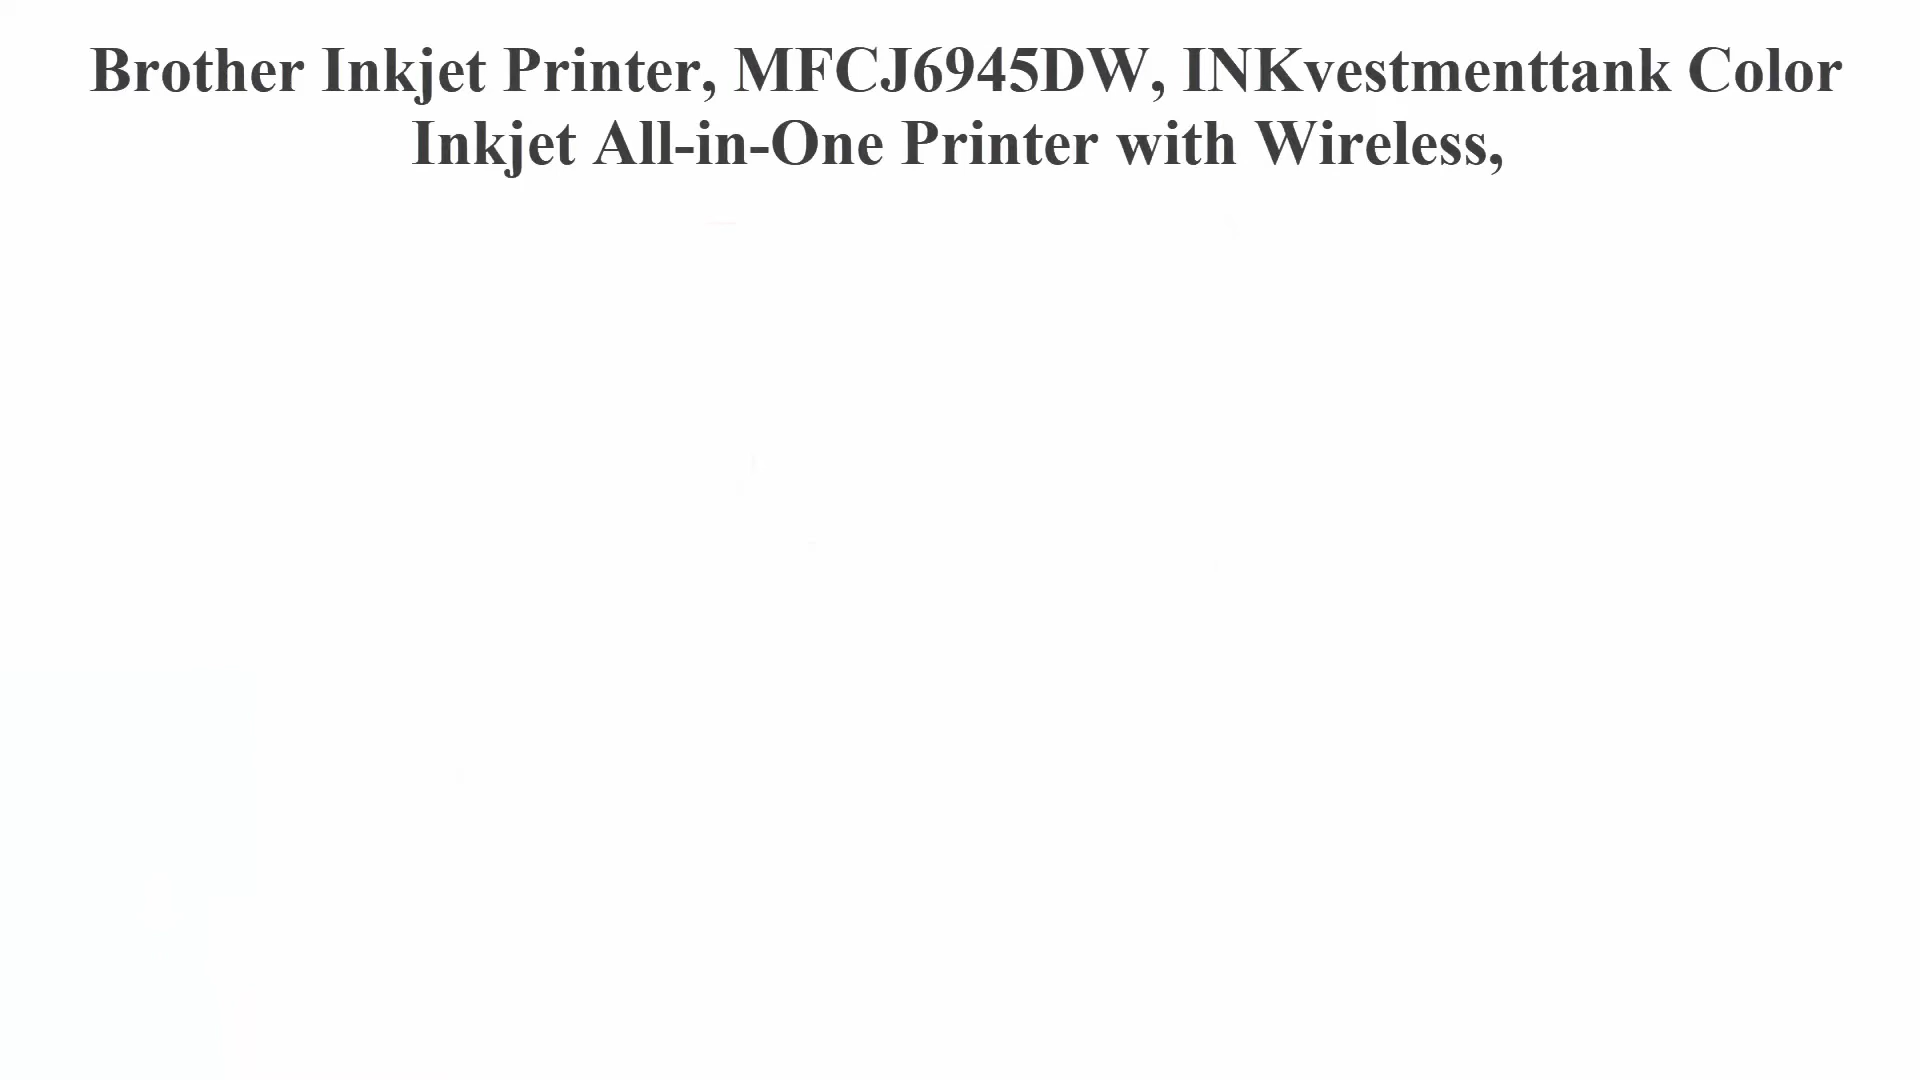 Brother Inkjet Printer, MFCJ6945DW, INKvestmenttank Color
Inkjet All-in-One Printer with Wireless,